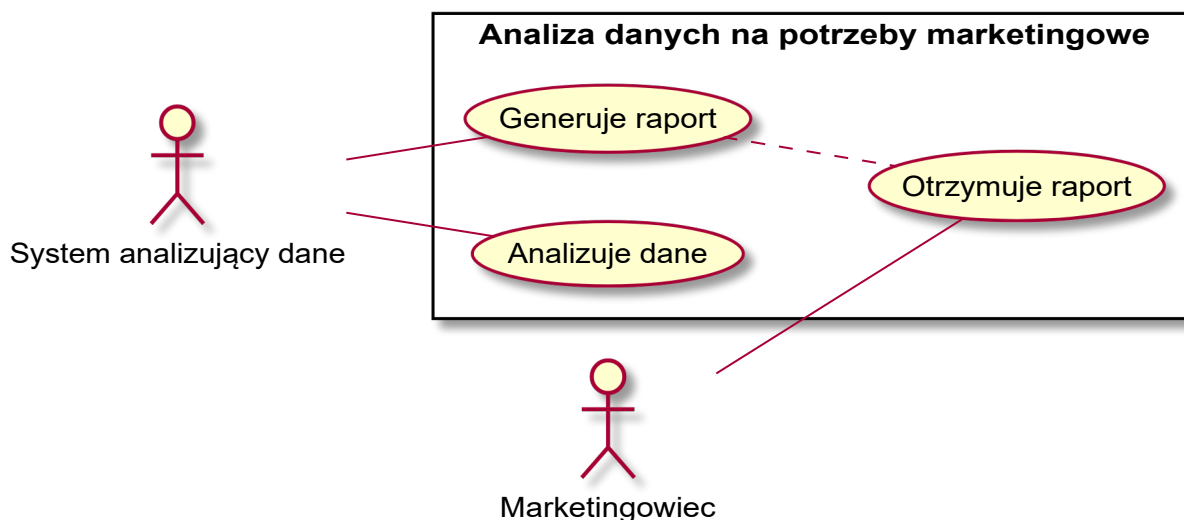 Analiza danych na potrzeby marketingowe
Generuje raport
Otrzymuje raport
System analizujący dane
Analizuje dane
Marketingowiec